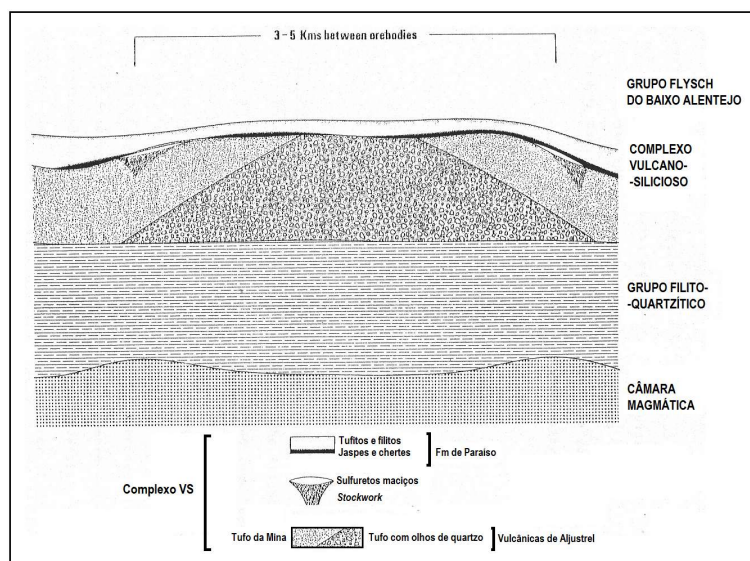 3-5 Kms between orebodies
GRUPO FLYSCH
DO BAIXO ALENTEJO
COMPLEXO
VULCANO-
-SILICIOSO
GRUPO FILITO-
-QUARTZÍTICO
CÂMARA
MAGMÁTICA
Complexo VS
Tufitos e filitos
Jaspes e chertes
Fm de Paraíso
Sulfuretos maciços
Stockwork
Tufo da Mina
Tufo com olhos de quartzo
Vulcânicas de Aljustrel